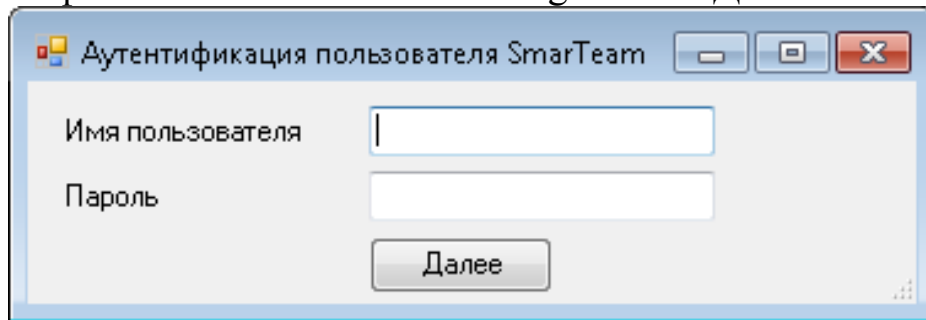 Аутентификация пользователя SmarTeam
Имя пользователя
Пароль
Далее